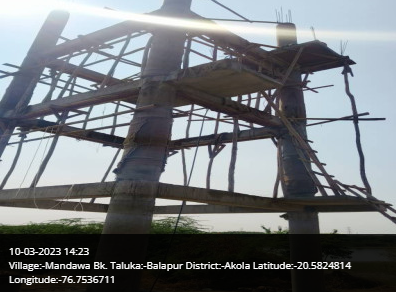 10-03-2023 14:23
Village:-Mandawa Bk. Taluka:-Balapur District:-Akola Latitude:-20.5824814
Longitude:-76.7536711